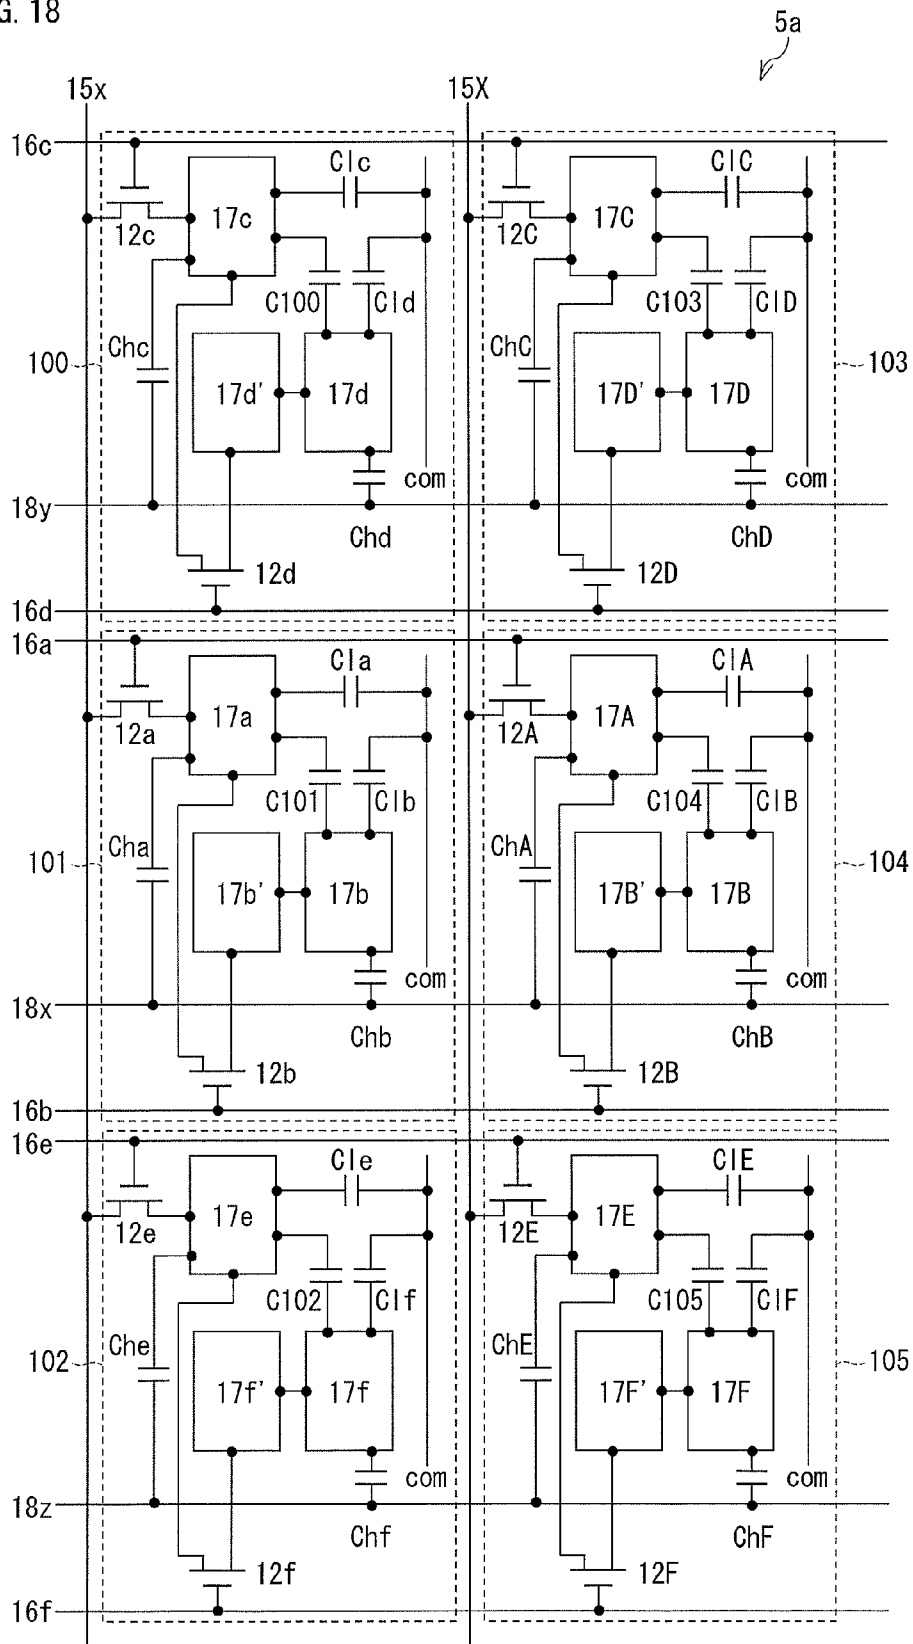 G. 18
5a
15x 15X
16c
Clc ClC
17c 17C
12c 12C
C100 Cld C103 ClD
Chc ChC
100 17d' 17d 17D' 17D 103
com com
18y
Chd ChD
12d 12D
16d
16a
Cla ClA
17a 17A
12a 12A
C101 Clb C104 ClB
Cha ChA
101 17b' 17b 17B' 17B 104
com com
18x
Chb ChB
12b 12B
16b
16e
Cle ClE
17e 17E
12e 12E
C102 Clf C105 ClF
Che ChE
102 17f' 17f 17F' 17F 105
com com
18z
Chf ChF
12f 12F
16f